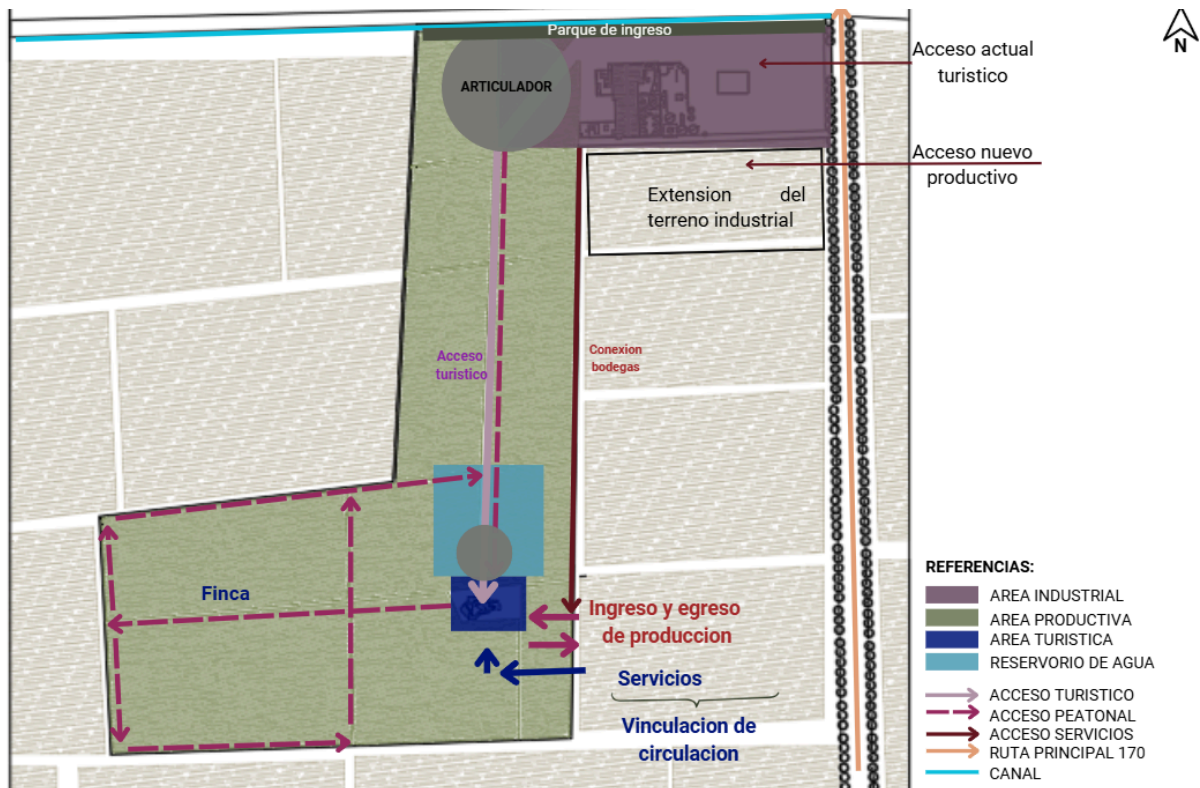 Parque de ingreso
N
Acceso actual
turistico
ARTICULADOR
Acceso nuevo
productivo
Extension del
terreno industrial
Acceso
turistico
Conexion
bodegas
Finca
Ingreso y egreso
de produccion
Servicios
Vinculacion de
circulacion
REFERENCIAS:
AREA INDUSTRIAL
AREA PRODUCTIVA
AREA TURISTICA
RESERVORIO DE AGUA
ACCESO TURISTICO
ACCESO PEATONAL
ACCESO SERVICIOS
RUTA PRINCIPAL 170
CANAL